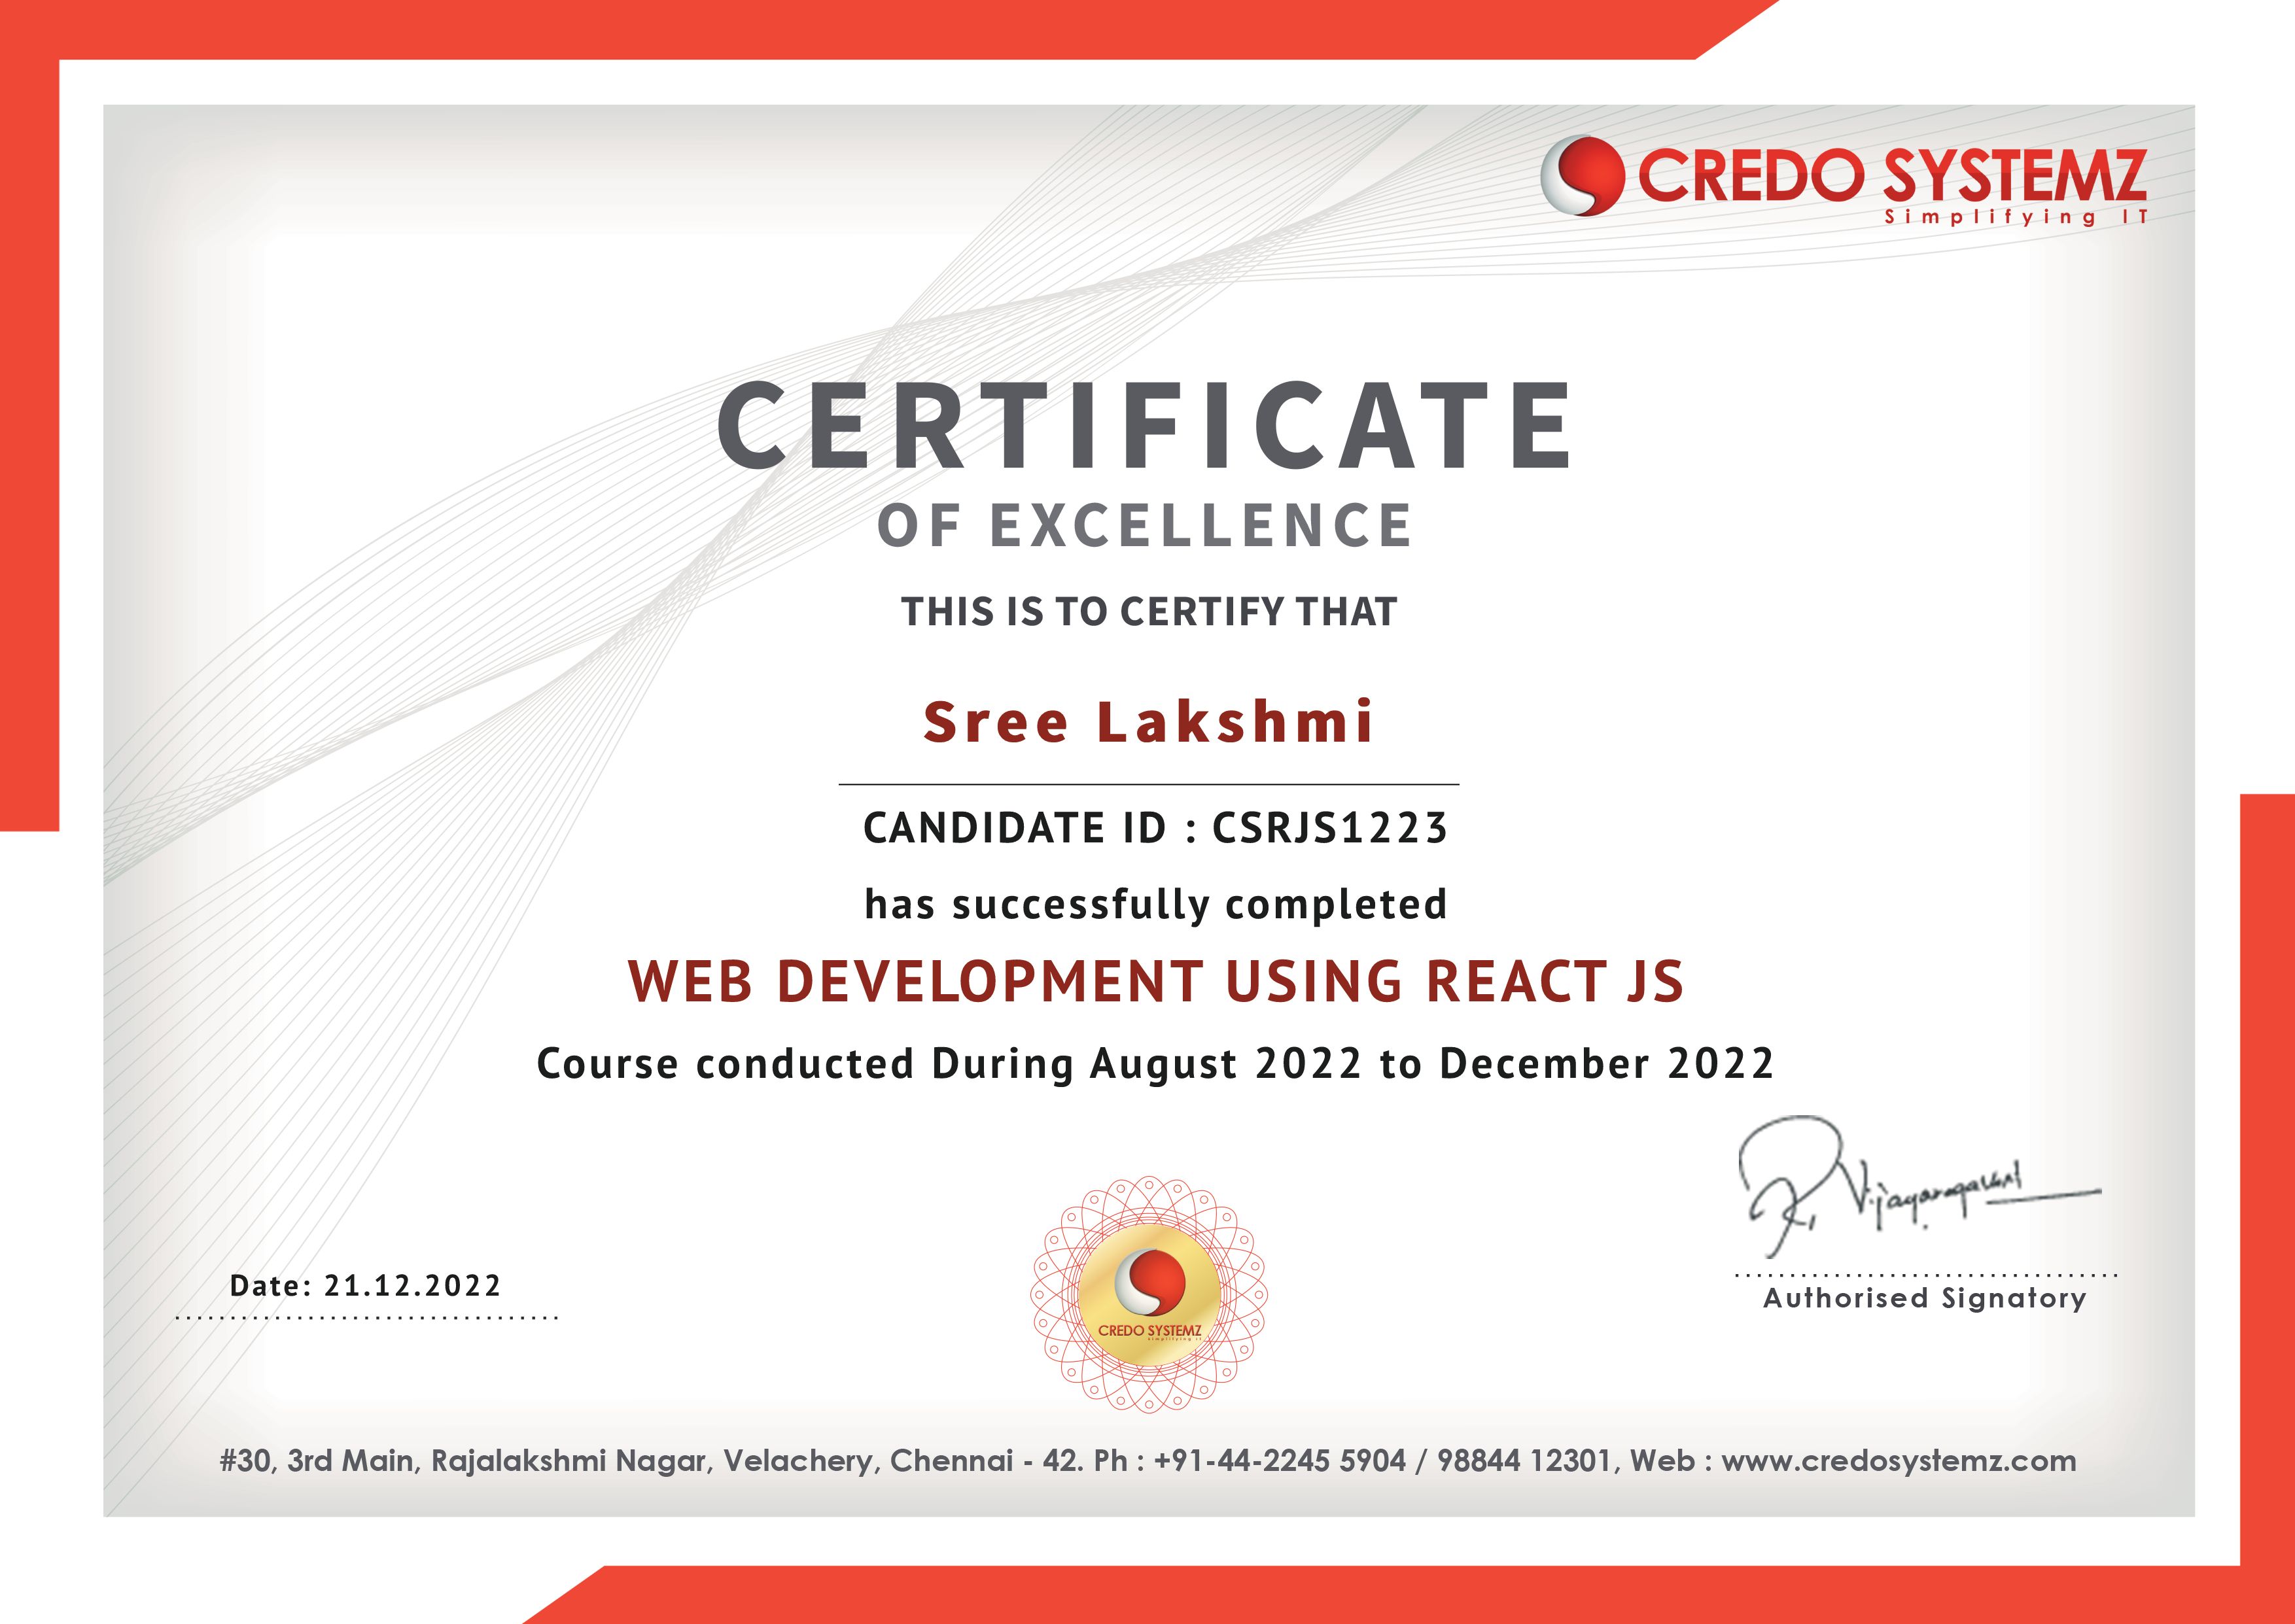 CREDO SYSTEMZ
Simplifying IT
CERTIFICATE
OF EXCELLENCE
THIS IS TO CERTIFY THAT
Sree Lakshmi
CANDIDATE ID : CSRJS1223
has successfully completed
WEB DEVELOPMENT USING REACT JS
Course conducted During August 2022 to December 2022
R. Vijayaragavan
Date: 21.12.2022
Authorised Signatory
CREDO SYSTEMZ
Simplifying IT
#30, 3rd Main, Rajalakshmi Nagar, Velachery, Chennai - 42. Ph : +91-44-2245 5904 / 98844 12301, Web : www.credosystemz.com